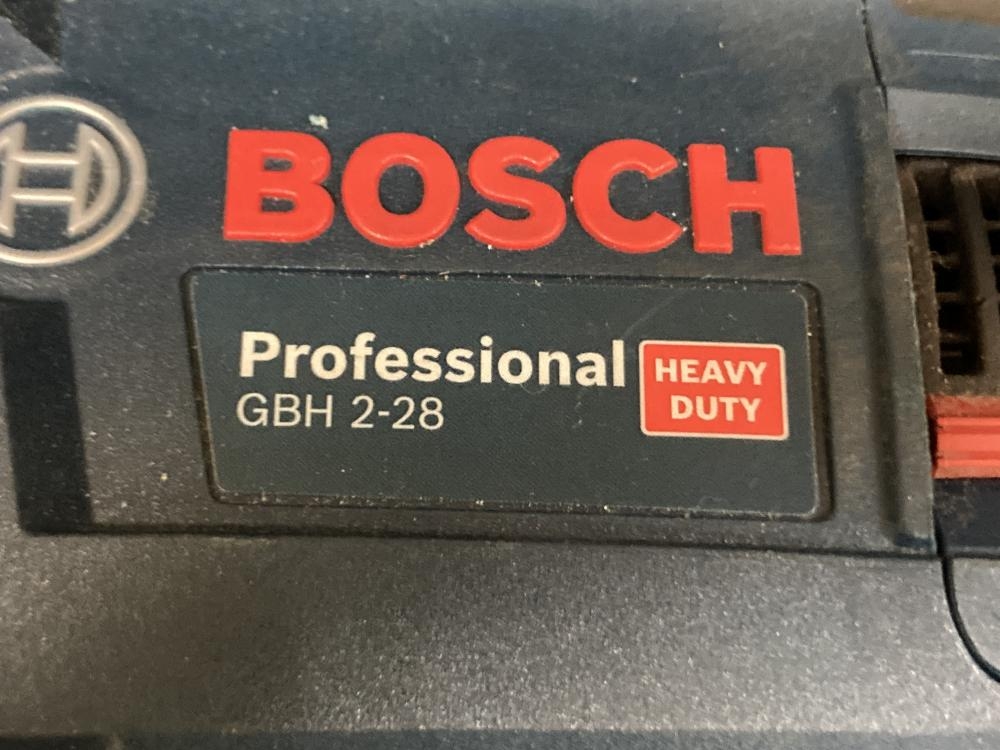 BOSCH
Professional
GBH 2-28
HEAVY
DUTY